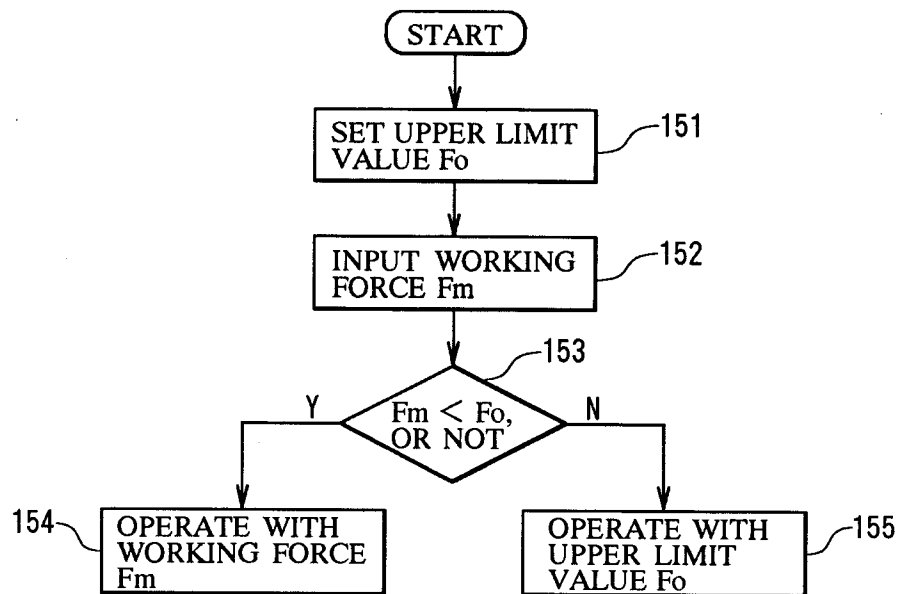 START
SET UPPER LIMIT
VALUE Fo
151
INPUT WORKING
FORCE Fm
152
153
Fm < Fo,
OR NOT
Y
N
154
OPERATE WITH
WORKING FORCE
Fm
OPERATE WITH
UPPER LIMIT
VALUE Fo
155